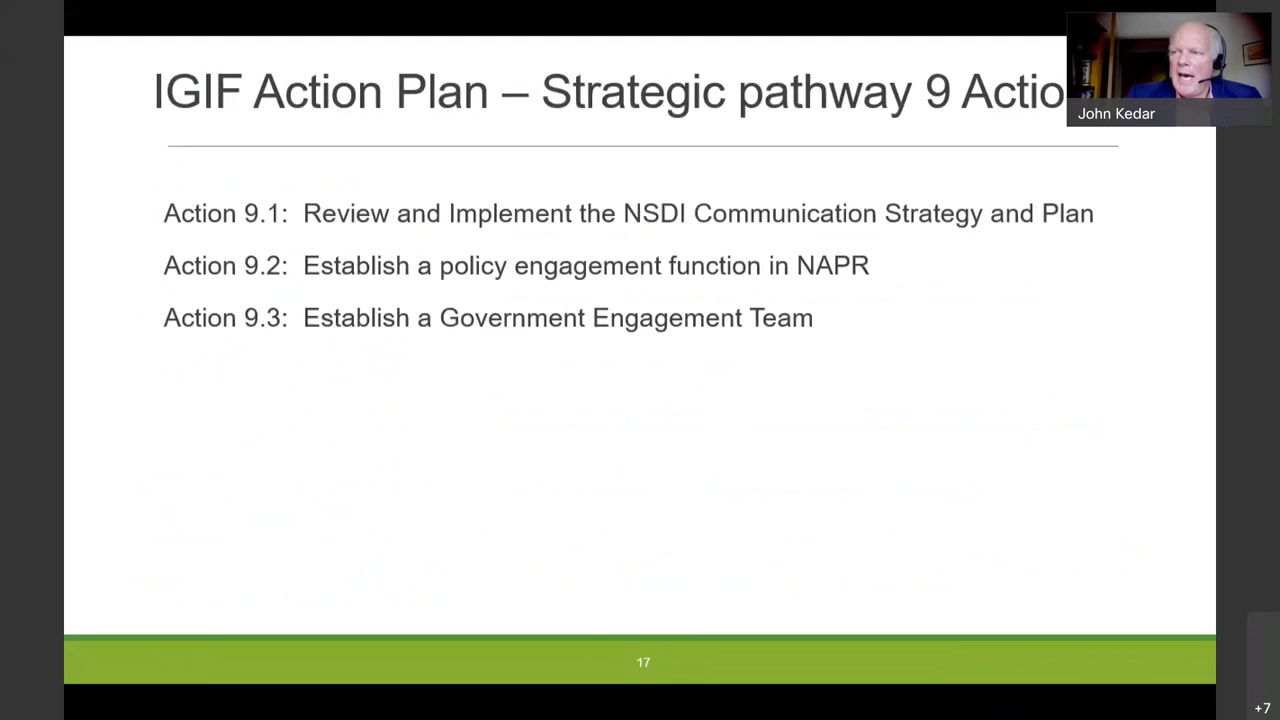 IGIF Action Plan – Strategic pathway 9 Actio
John Kedar
Action 9.1: Review and Implement the NSDI Communication Strategy and Plan
Action 9.2: Establish a policy engagement function in NAPR
Action 9.3: Establish a Government Engagement Team
17
+7